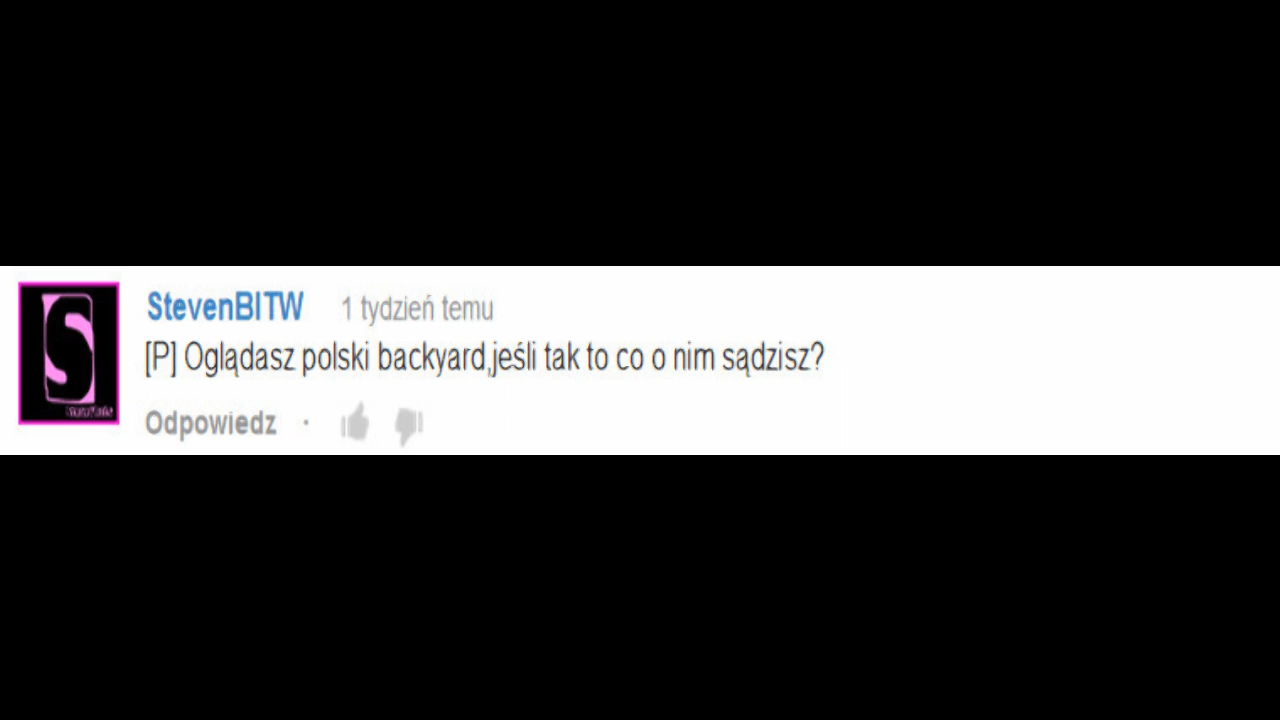 StevenBITW 1 tydzień temu
[P] Oglądasz polski backyard,jeśli tak to co o nim sądzisz?
Odpowiedz ·
S